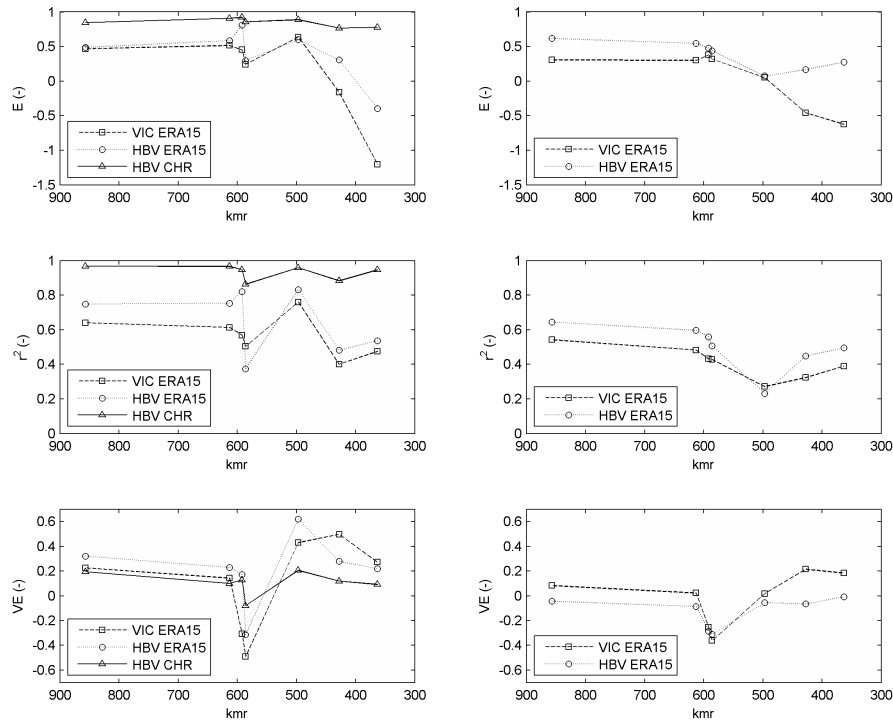 1
0.5
0
-0.5
-1
-1.5
E (-)
VIC ERA15
HBV ERA15
HBV CHR
900 800 700 600 500 400 300
kmr
1
0.5
0
-0.5
-1
-1.5
E (-)
VIC ERA15
HBV ERA15
900 800 700 600 500 400 300
kmr
1
0.8
0.6
0.4
0.2
0
r² (-)
VIC ERA15
HBV ERA15
HBV CHR
900 800 700 600 500 400 300
kmr
1
0.8
0.6
0.4
0.2
0
r² (-)
VIC ERA15
HBV ERA15
900 800 700 600 500 400 300
kmr
0.6
0.4
0.2
0
-0.2
-0.4
-0.6
VE (-)
VIC ERA15
HBV ERA15
HBV CHR
900 800 700 600 500 400 300
kmr
0.6
0.4
0.2
0
-0.2
-0.4
-0.6
VE (-)
VIC ERA15
HBV ERA15
900 800 700 600 500 400 300
kmr